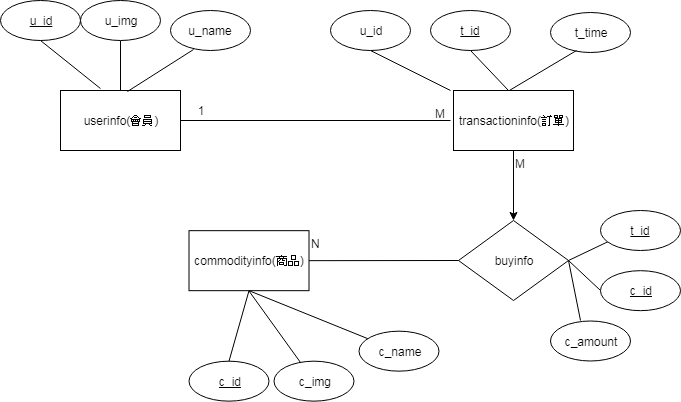 u_id
u_img
u_name
u_id
t_id
t_time
userinfo(會員)
1
M
transactioninfo(訂單)
M
t_id
commodityinfo(商品)
N
buyinfo
c_id
c_amount
c_name
c_id
c_img